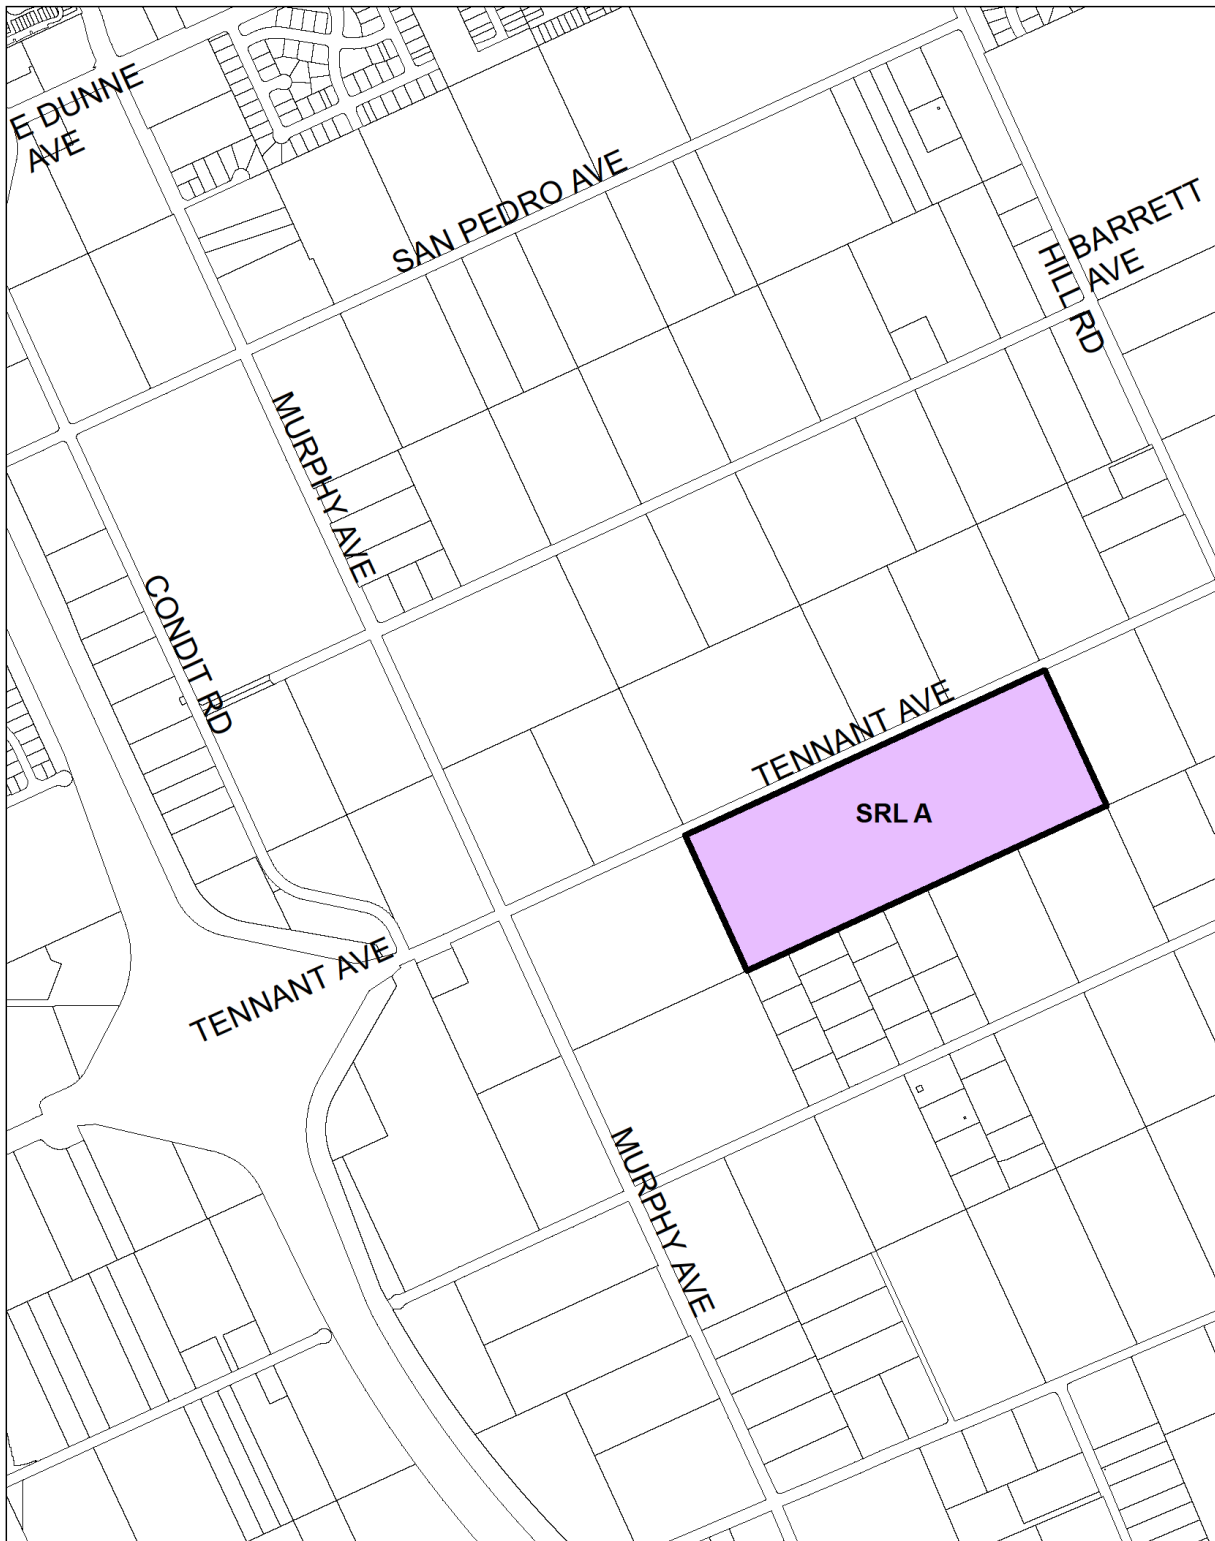 E DUNNE
AVE
SAN PEDRO AVE
BARRETT
AVE
HILL RD
MURPHY AVE
CONDIT RD
TENNANT AVE
SRL A
TENNANT AVE
MURPHY AVE